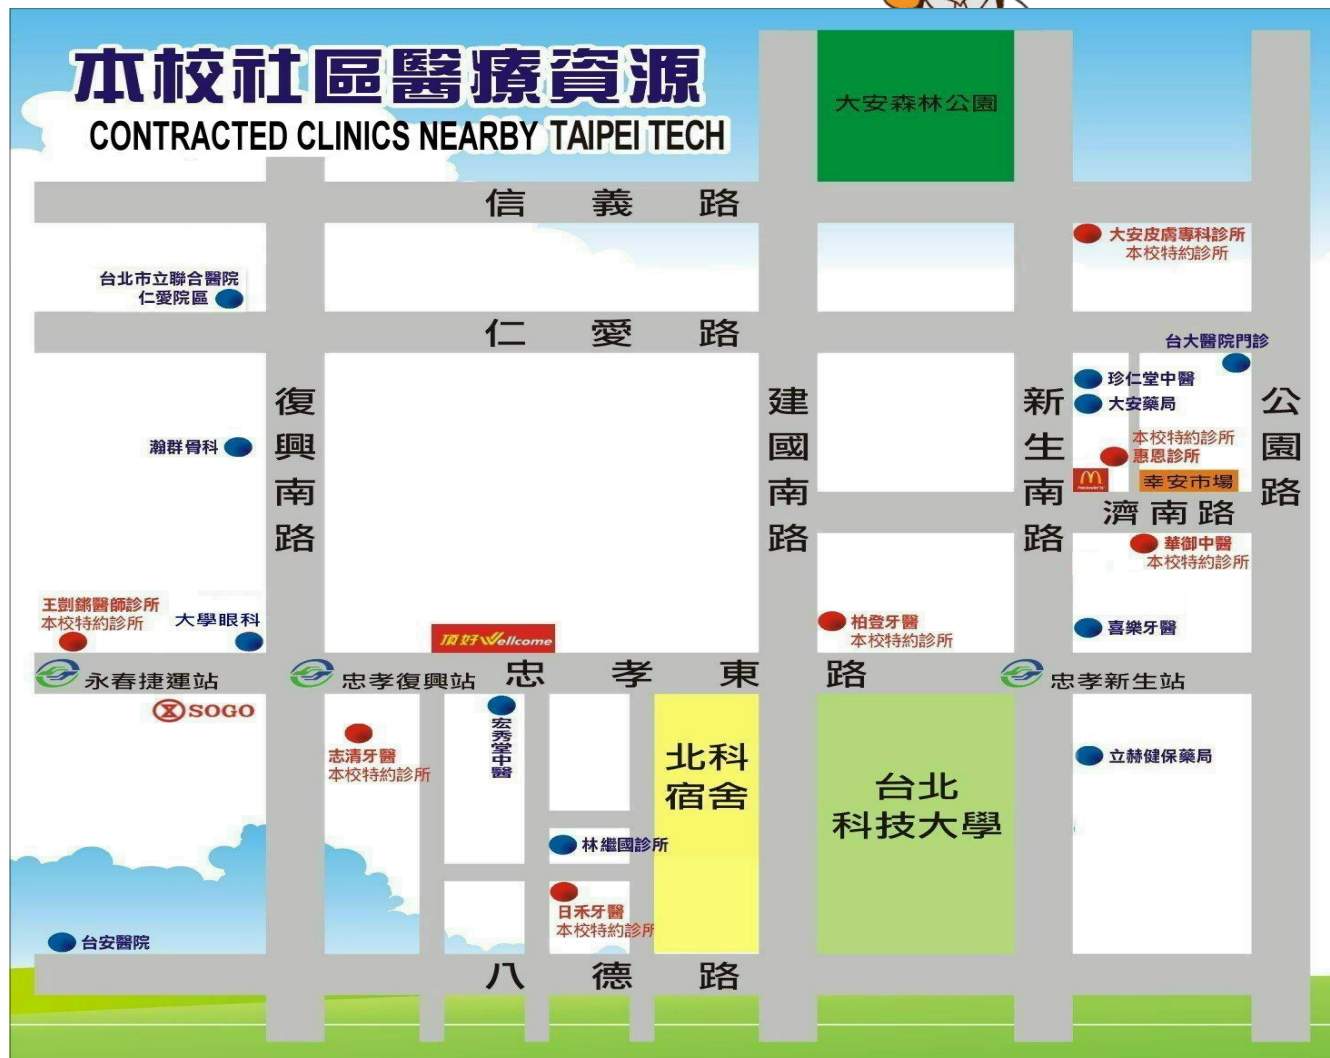 本校社區醫療資源
CONTRACTED CLINICS NEARBY TAIPEI TECH
大安森林公園
信義路
大安皮膚專科診所
本校特約診所
台北市立聯合醫院
仁愛院區
仁愛路
台大醫院門診
珍仁堂中醫
大安藥局
復興南路
建國南路
新生南路
公園路
瀚群骨科
本校特約診所
惠恩診所
幸安市場
濟南路
華御中醫
本校特約診所
王剴鏘醫師診所
本校特約診所
大學眼科
頂好Wellcome
柏登牙醫
本校特約診所
喜樂牙醫
永春捷運站
忠孝復興站
忠孝東路
忠孝新生站
SOGO
志清牙醫
本校特約診所
宏秀堂中醫
北科
宿舍
台北
科技大學
立赫健保藥局
林繼國診所
日禾牙醫
本校特約診所
台安醫院
八德路